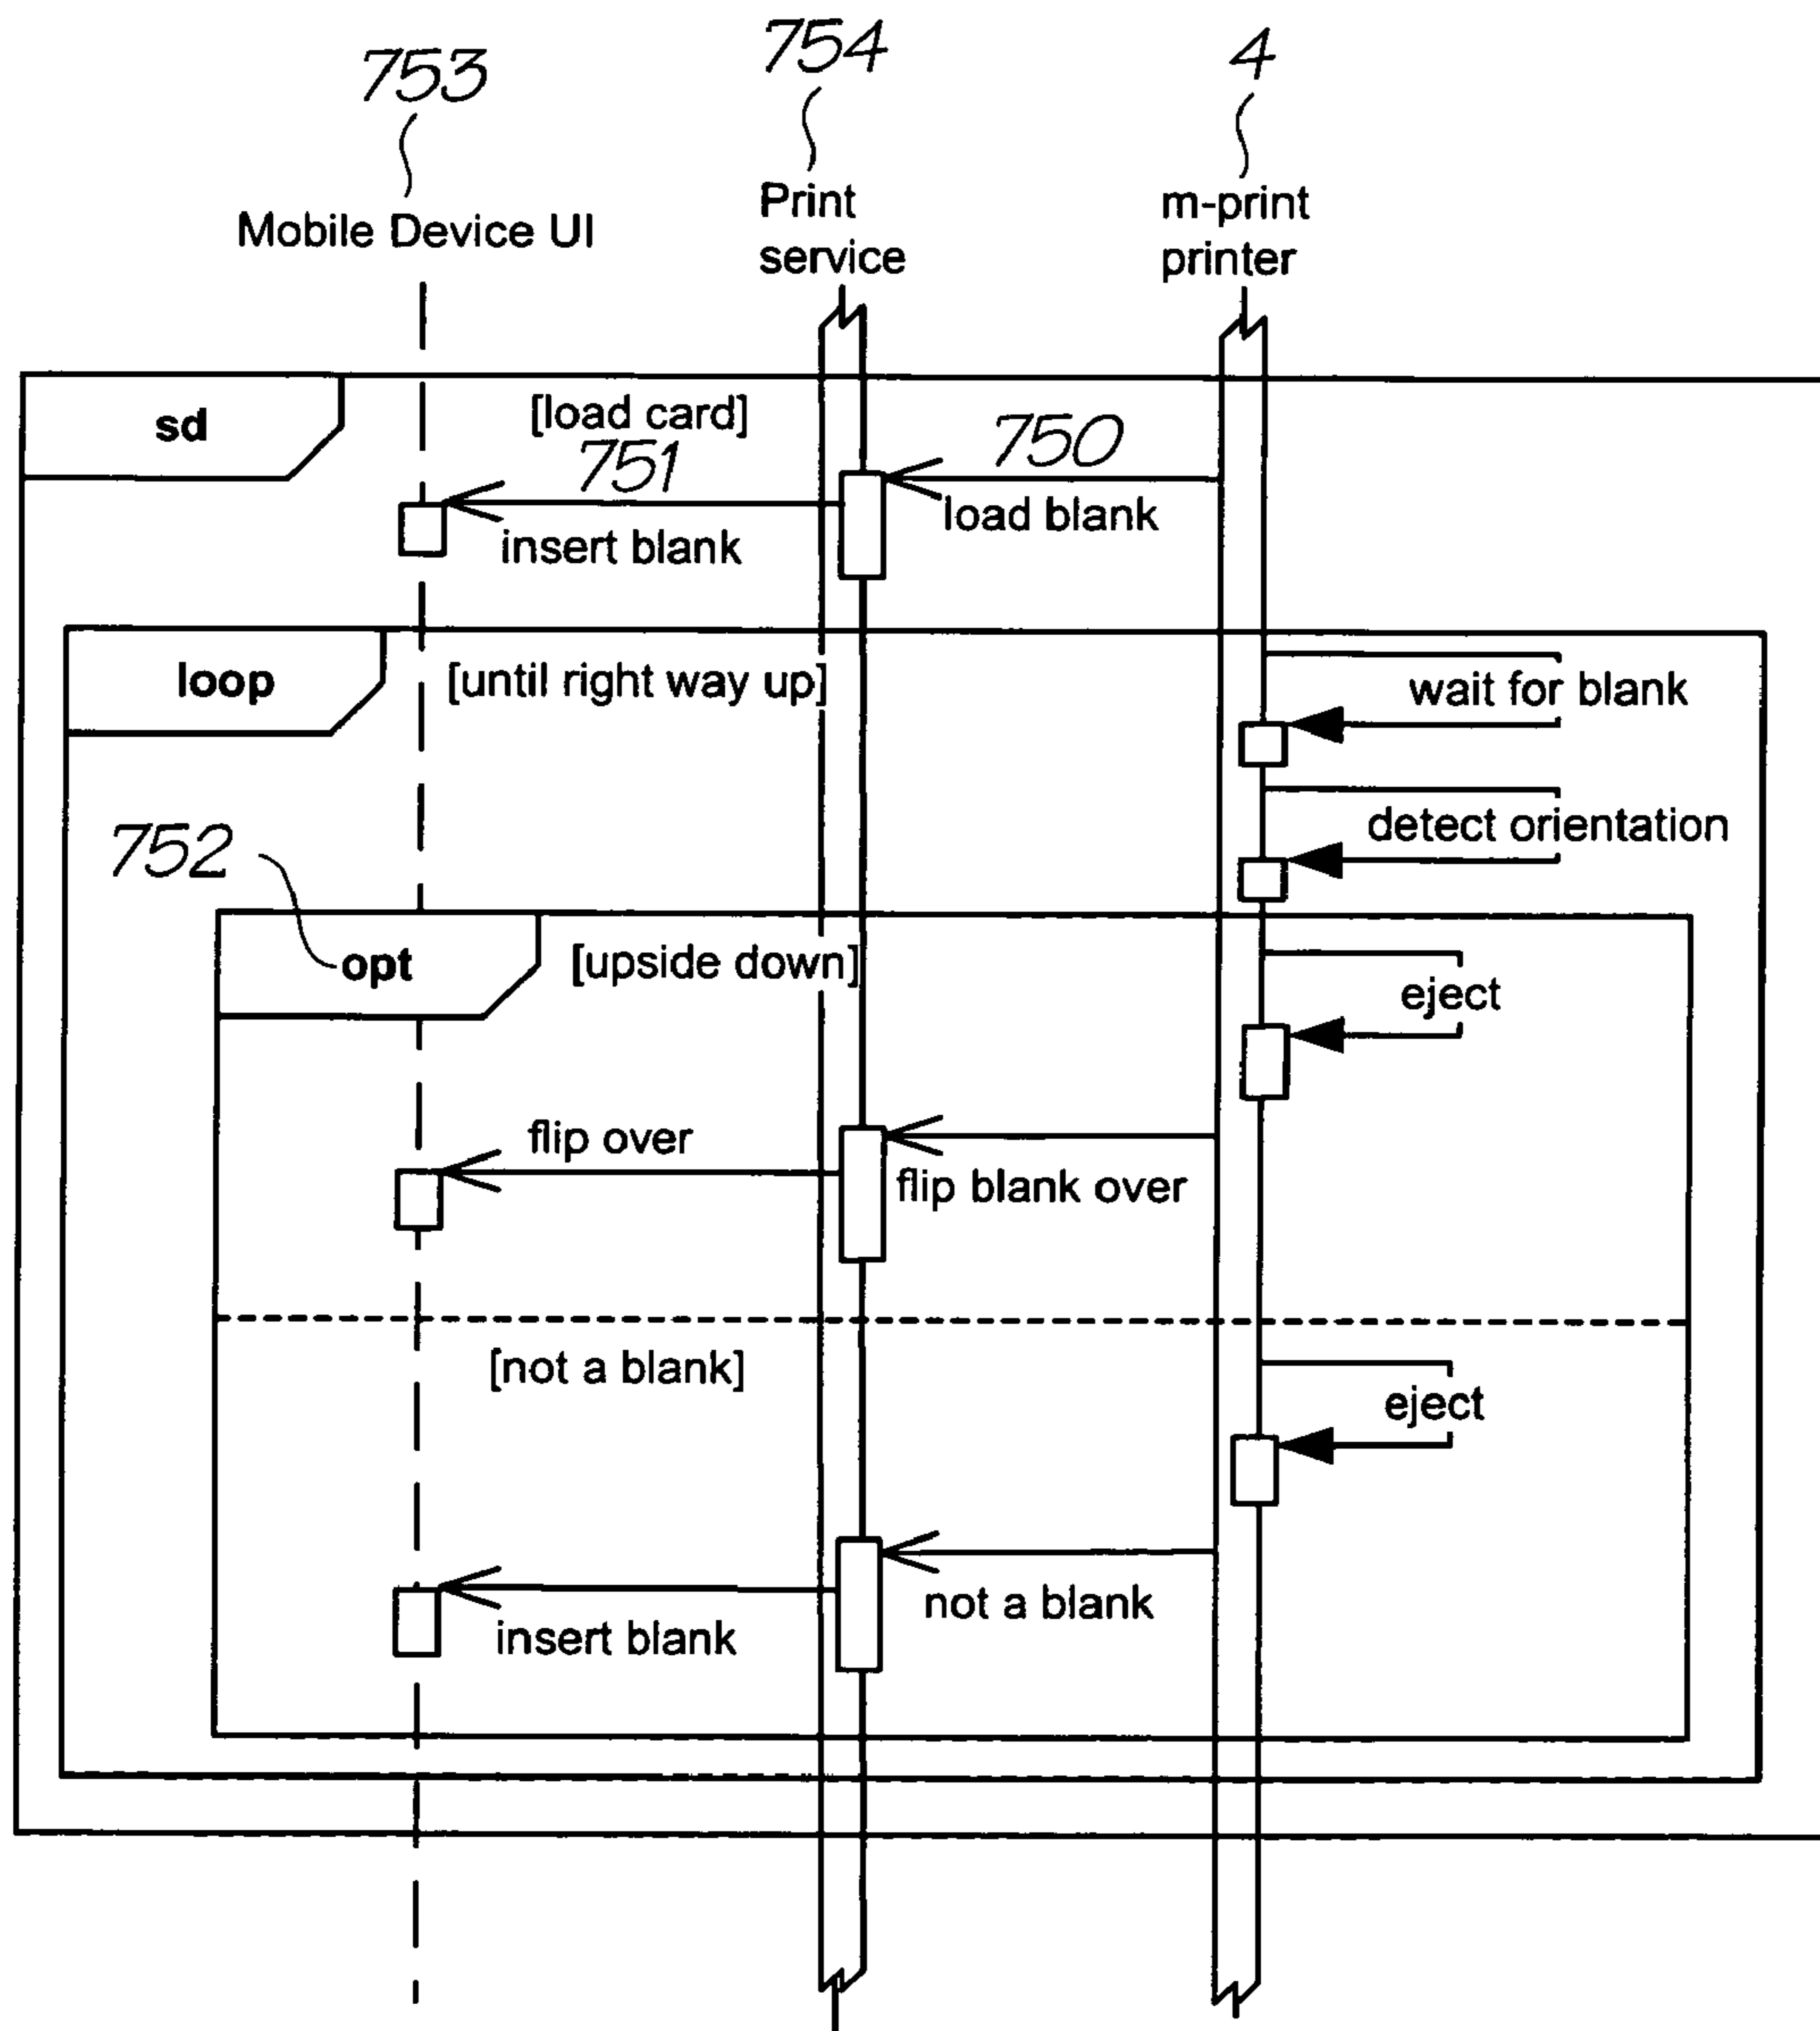 753
754
4
Mobile Device UI
Print
service
m-print
printer
sd
[load card]
751
750
insert blank
load blank
loop
[until right way up]
wait for blank
detect orientation
752
opt
[upside down]
eject
flip over
flip blank over
[not a blank]
eject
not a blank
insert blank